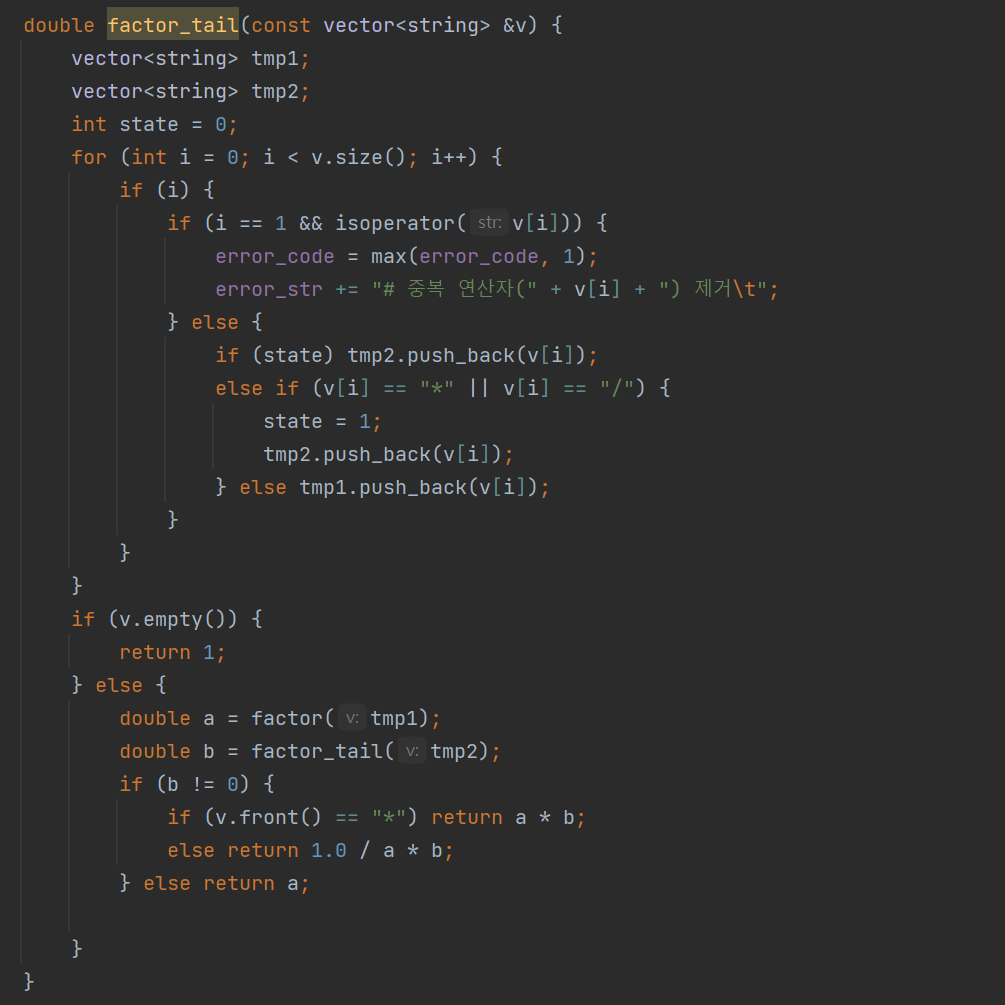 double factor_tail(const vector<string> &v) {
    vector<string> tmp1;
    vector<string> tmp2;
    int state = 0;
    for (int i = 0; i < v.size(); i++) {
        if (i) {
            if (i == 1 && isoperator( str: v[i])) {
                error_code = max(error_code, 1);
                error_str += "# 중복 연산자(" + v[i] + ") 제거\t";
            } else {
                if (state) tmp2.push_back(v[i]);
                else if (v[i] == "*" || v[i] == "/") {
                    state = 1;
                    tmp2.push_back(v[i]);
                } else tmp1.push_back(v[i]);
            }
        }
    }
    if (v.empty()) {
        return 1;
    } else {
        double a = factor( v: tmp1);
        double b = factor_tail( v: tmp2);
        if (b != 0) {
            if (v.front() == "*") return a * b;
            else return 1.0 / a * b;
        } else return a;

    }
}